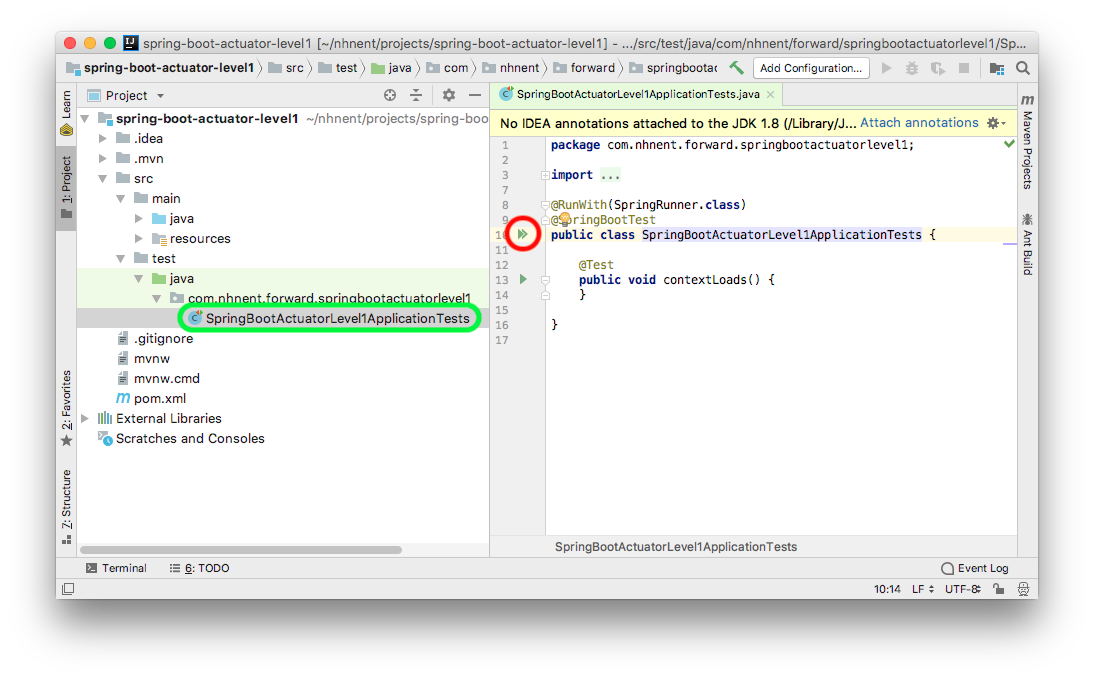 spring-boot-actuator-level1 [~/nhnent/projects/spring-boot-actuator-level1] - .../src/test/java/com/nhnent/forward/springbootactuatorlevel1/Sp...
spring-boot-actuator-level1 src test java com nhnent forward springbootac Add Configuration...
Learn
1: Project
2: Favorites
Z: Structure
Project
spring-boot-actuator-level1 ~/nhnent/projects/spring-boo
.idea
.mvn
src
main
java
resources
test
java
com.nhnent.forward.springbootactuatorlevel1
SpringBootActuatorLevel1ApplicationTests
.gitignore
mvnw
mvnw.cmd
m pom.xml
External Libraries
Scratches and Consoles
SpringBootActuatorLevel1ApplicationTests.java
No IDEA annotations attached to the JDK 1.8 (/Library/J... Attach annotations
1 package com.nhnent.forward.springbootactuatorlevel1;
2
3 import ...
7
8 @RunWith(SpringRunner.class)
9 @SpringBootTest
10 public class SpringBootActuatorLevel1ApplicationTests {
11
12 @Test
13 public void contextLoads() {
14 }
15
16 }
17
SpringBootActuatorLevel1ApplicationTests
m Maven Projects
Ant Build
Terminal 6: TODO Event Log
10:14 LF UTF-8